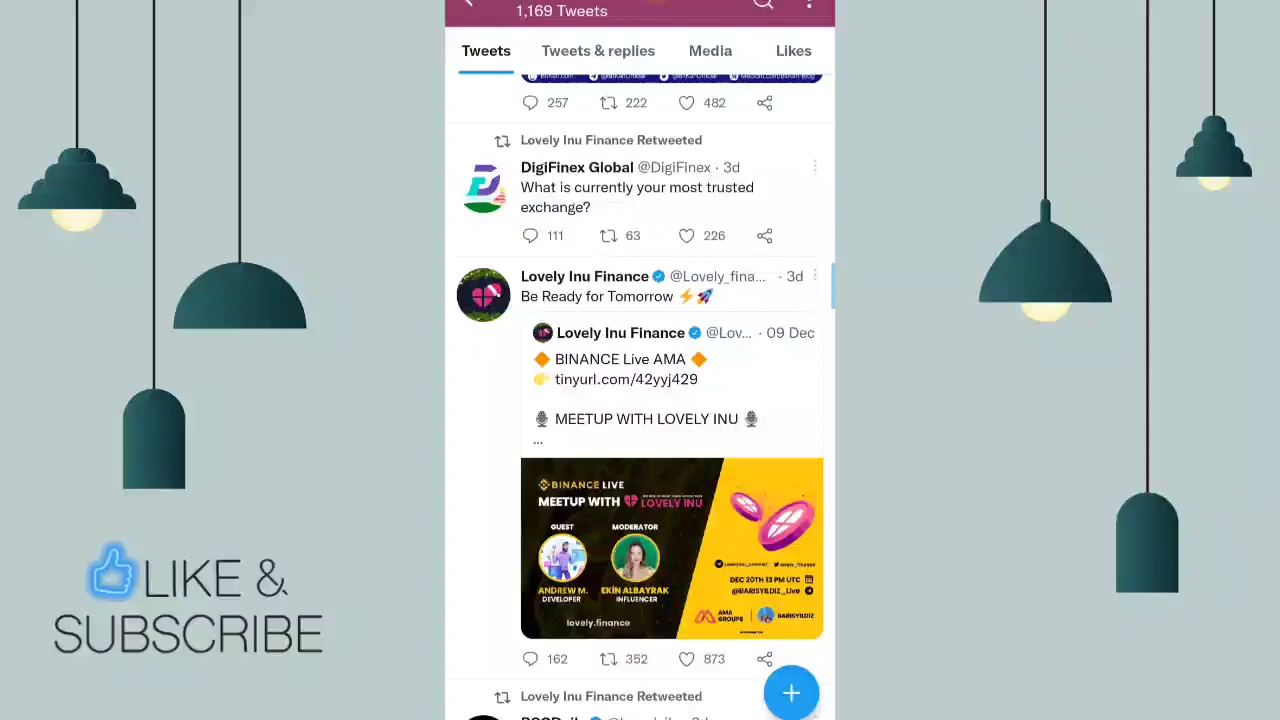 1,169 Tweets
Tweets
Tweets & replies
Media
Likes
257
222
482
Lovely Inu Finance Retweeted
DigiFinex Global @DigiFinex · 3d
What is currently your most trusted
exchange?
111
63
226
Lovely Inu Finance @Lovely_fina... · 3d
Be Ready for Tomorrow ⚡🚀
Lovely Inu Finance @Lov... · 09 Dec
🔶 BINANCE Live AMA 🔶
👉 tinyurl.com/42yyj429
🎙 MEETUP WITH LOVELY INU 🎙
...
BINANCE LIVE
MEETUP WITH LOVELY INU
GUEST
MODERATOR
ANDREW M.
DEVELOPER
EKİN ALBAYRAK
INFLUENCER
DEC 20TH 13 PM UTC
@BARISYILDIZ_Live
AMA
GROUPS
BARISYILDIZ
lovely.finance
162
352
873
Lovely Inu Finance Retweeted
LIKE &
SUBSCRIBE